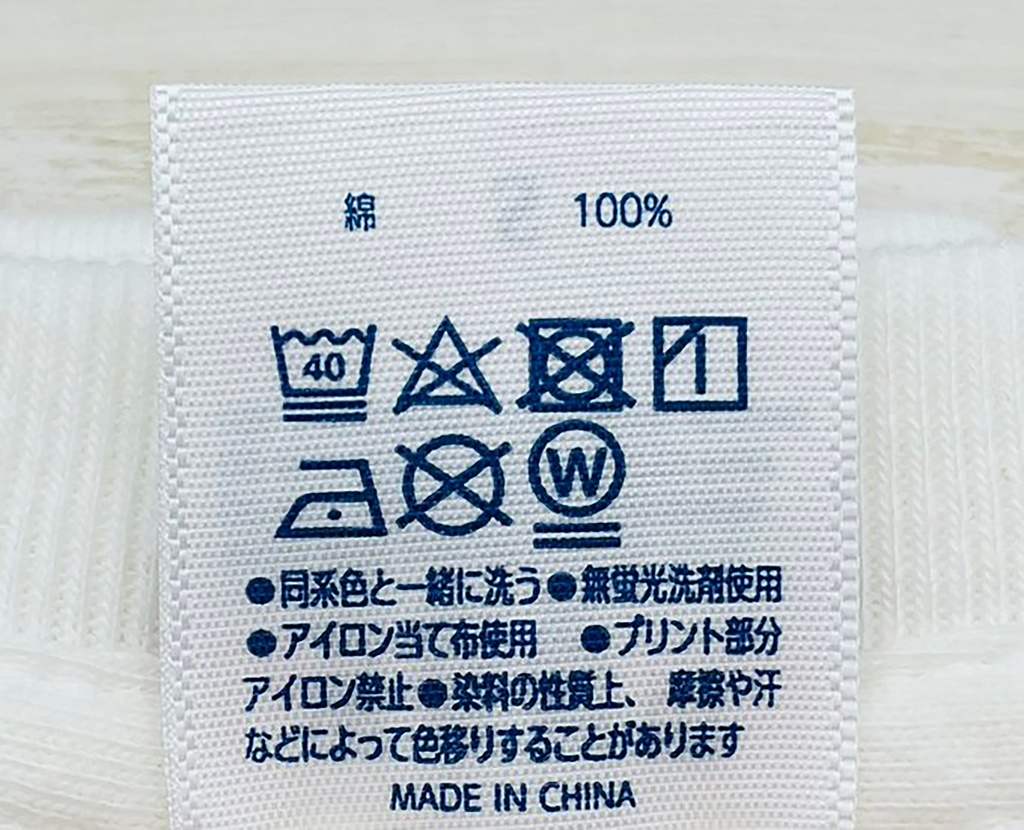 綿 100%
40
W
●同系色と一緒に洗う●無蛍光洗剤使用
●アイロン当て布使用 ●プリント部分
アイロン禁止●染料の性質上、摩擦や汗
などによって色移りすることがあります
MADE IN CHINA